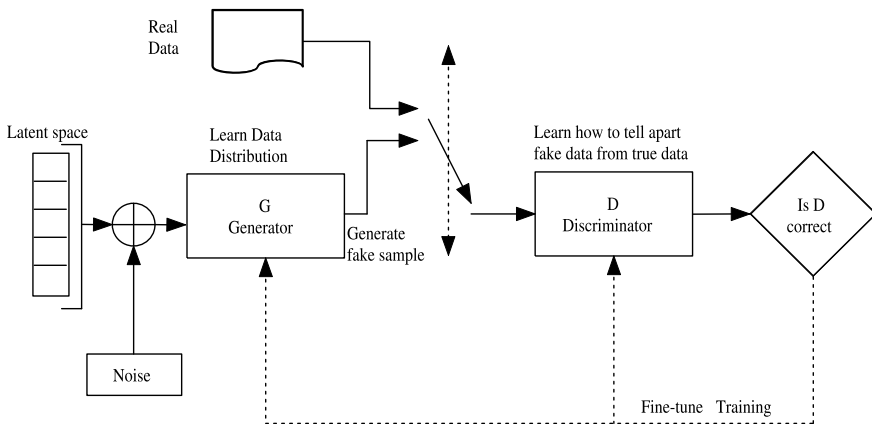 Real
Data
Latent space
Learn Data
Distribution
Learn how to tell apart
fake data from true data
G
Generator
D
Discriminator
Is D
correct
Generate
fake sample
Noise
Fine-tune Training